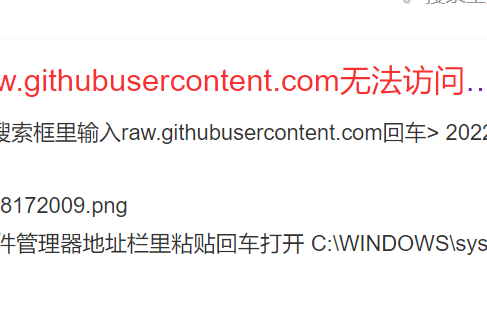 w.githubusercontent.com无法访问…
搜索框里输入raw.githubusercontent.com回车> 2022
8172009.png
件管理器地址栏里粘贴回车打开 C:\WINDOWS\sys